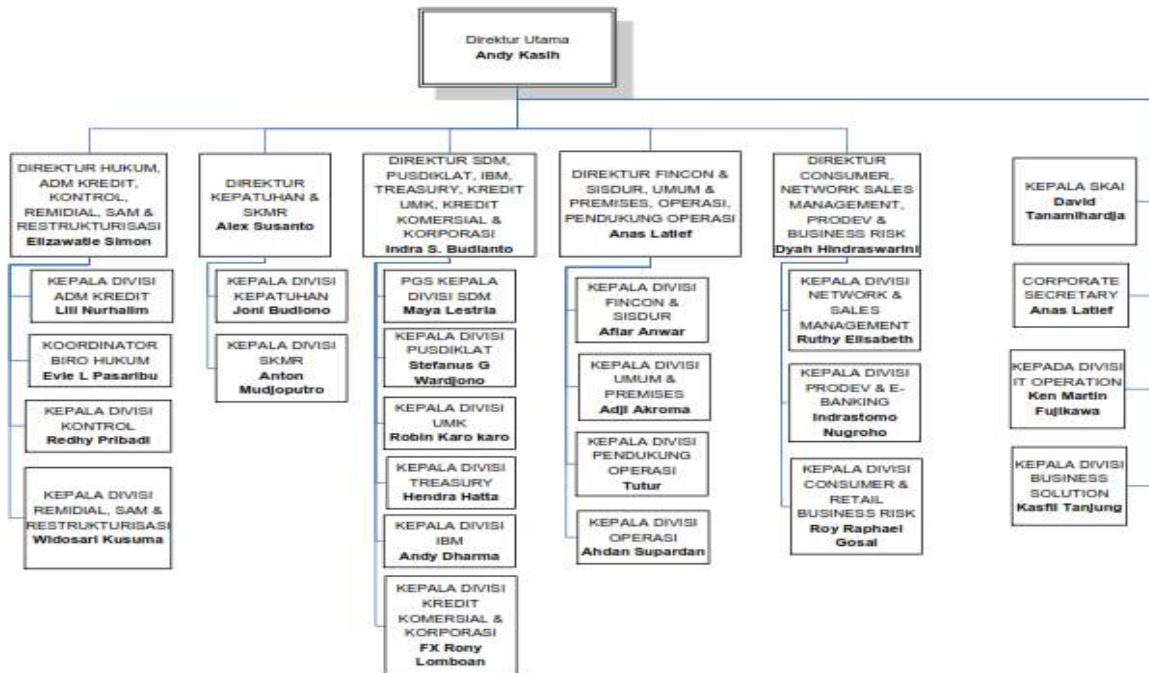 Direktur Utama
Andy Kasih
DIREKTUR HUKUM,
ADM KREDIT,
KONTROL,
REMIDIAL, SAM &
RESTRUKTURISASI
Elizawatie Simon
DIREKTUR
KEPATUHAN &
SKMR
Alex Susanto
DIREKTUR SDM,
PUSDIKLAT, IBM,
TREASURY, KREDIT
UMK, KREDIT
KOMERSIAL &
KORPORASI
Indra S. Budianto
DIREKTUR FINCON &
SISDUR, UMUM &
PREMISES, OPERASI,
PENDUKUNG OPERASI
Anas Latief
DIREKTUR
CONSUMER,
NETWORK SALES
MANAGEMENT,
PRODEV &
BUSINESS RISK
Dyah Hindraswarini
KEPALA SKAI
David
Tanamihardja
KEPALA DIVISI
ADM KREDIT
Lili Nurhalim
KOORDINATOR
BIRO HUKUM
Evie L Pasaribu
KEPALA DIVISI
KONTROL
Redhy Pribadi
KEPALA DIVISI
REMIDIAL, SAM &
RESTRUKTURISASI
Widosari Kusuma
KEPALA DIVISI
KEPATUHAN
Joni Budiono
KEPALA DIVISI
SKMR
Anton
Mudjoputro
PGS KEPALA
DIVISI SDM
Maya Lestria
KEPALA DIVISI
PUSDIKLAT
Stefanus G
Wardjono
KEPALA DIVISI
UMK
Robin Karo karo
KEPALA DIVISI
TREASURY
Hendra Hatta
KEPALA DIVISI
IBM
Andy Dharma
KEPALA DIVISI
KREDIT
KOMERSIAL &
KORPORASI
FX Rony
Lomboan
KEPALA DIVISI
FINCON &
SISDUR
Afiar Anwar
KEPALA DIVISI
UMUM &
PREMISES
Adji Akroma
KEPALA DIVISI
PENDUKUNG
OPERASI
Tutur
KEPALA DIVISI
OPERASI
Ahdan Supardan
KEPALA DIVISI
NETWORK &
SALES
MANAGEMENT
Ruthy Elisabeth
KEPALA DIVISI
PRODEV & E-
BANKING
Indrastomo
Nugroho
KEPALA DIVISI
CONSUMER &
RETAIL
BUSINESS RISK
Roy Raphael
Gosal
CORPORATE
SECRETARY
Anas Latief
KEPADA DIVISI
IT OPERATION
Ken Martin
Fujikawa
KEPALA DIVISI
BUSINESS
SOLUTION
Kasfil Tanjung